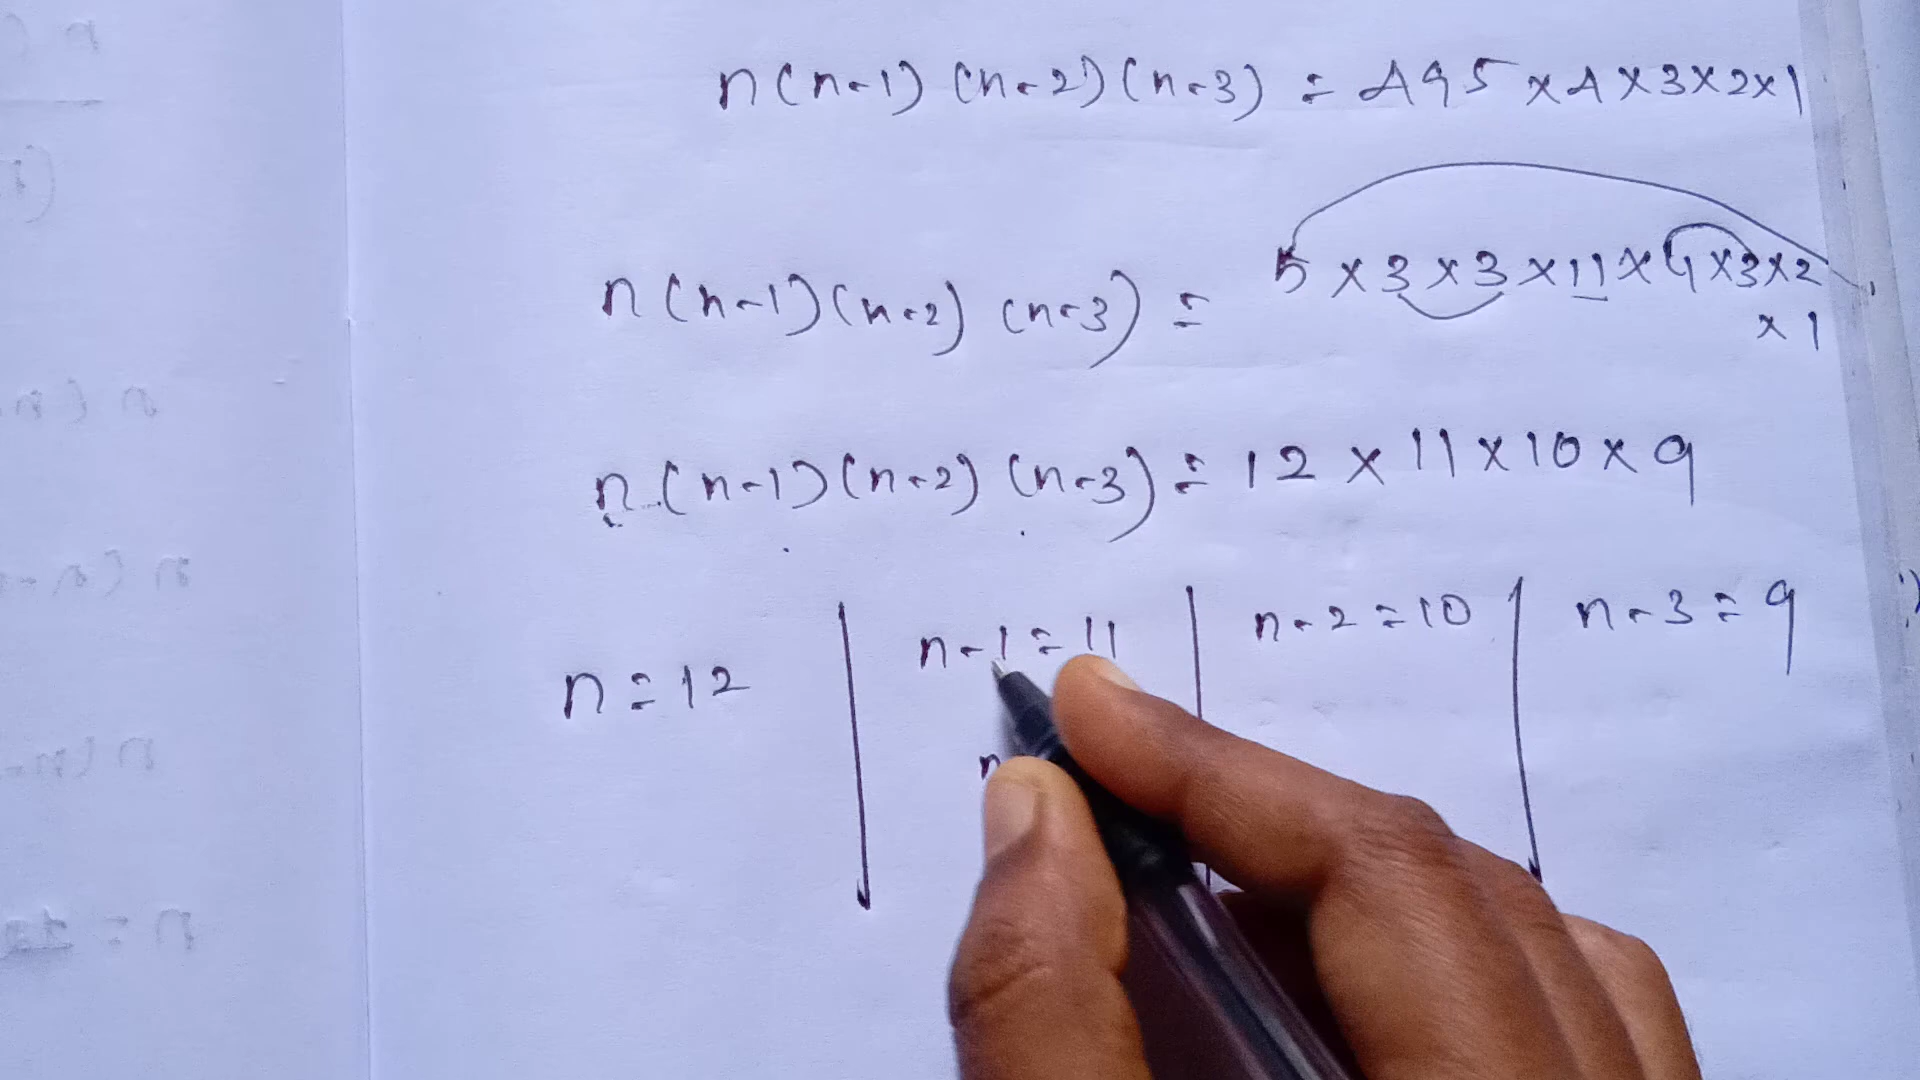 n(n-1)(n-2)(n-3) = 495 x 4 x 3 x 2 x 1
n(n-1)(n-2)(n-3) = 5 x 3 x 3 x 11 x 4 x 3 x 2
x 1
n(n-1)(n-2)(n-3) = 12 x 11 x 10 x 9
n = 12 | n-1 = 11 | n-2 = 10 | n-3 = 9
n